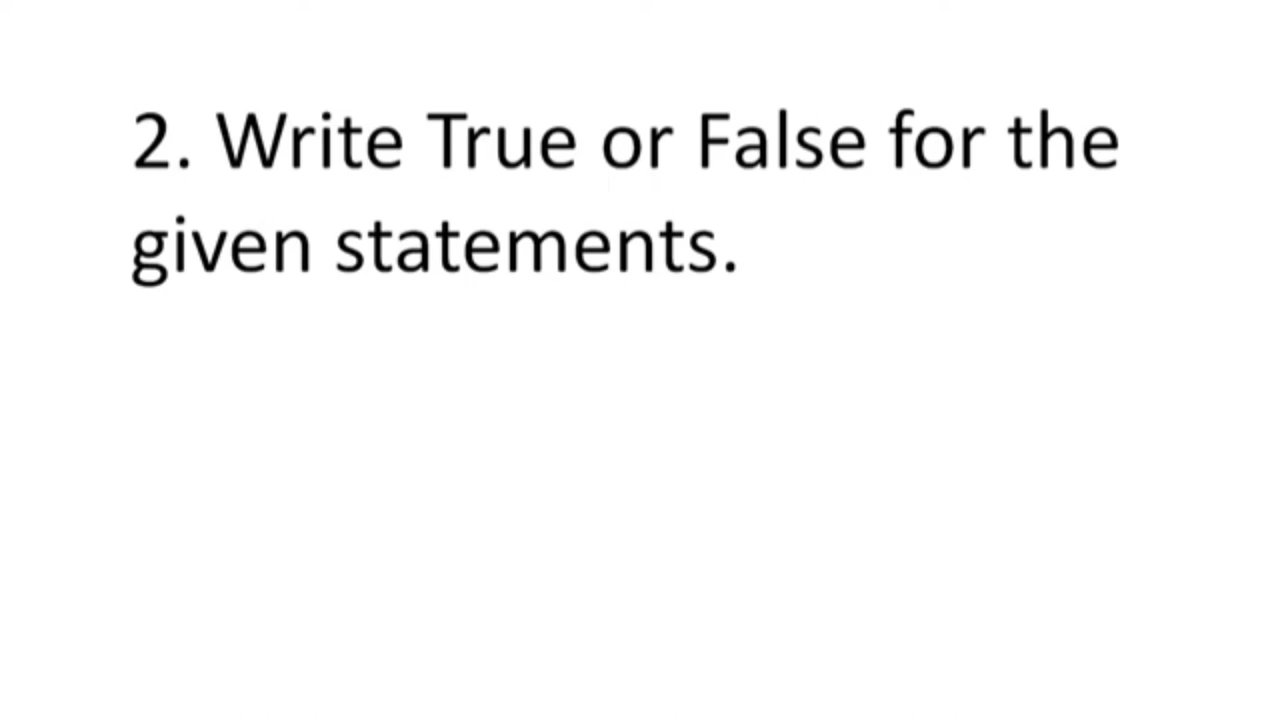 2. Write True or False for the
given statements.